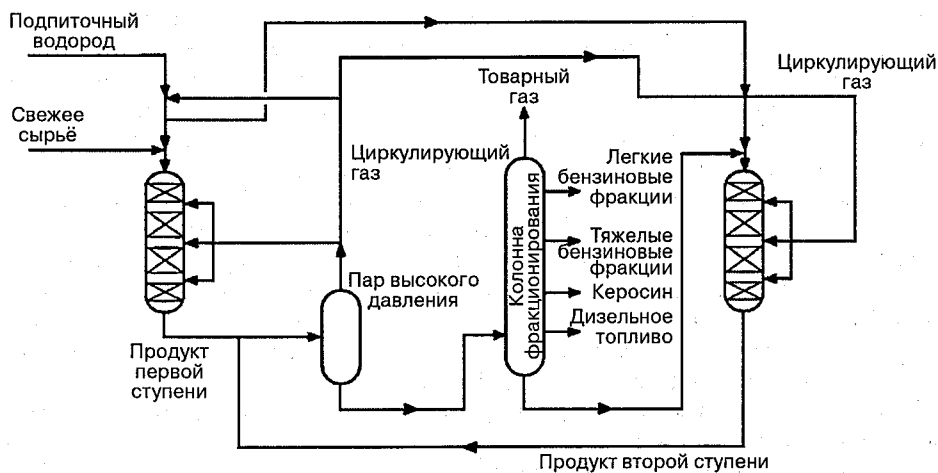 Подпиточный
водород
Свежее
сырьё
Циркулирующий
газ
Пар высокого
давления
Продукт
первой
ступени
Товарный
газ
Колонна
фракционирования
Легкие
бензиновые
фракции
Тяжелые
бензиновые
фракции
Керосин
Дизельное
топливо
Циркулирующий
газ
Продукт второй ступени